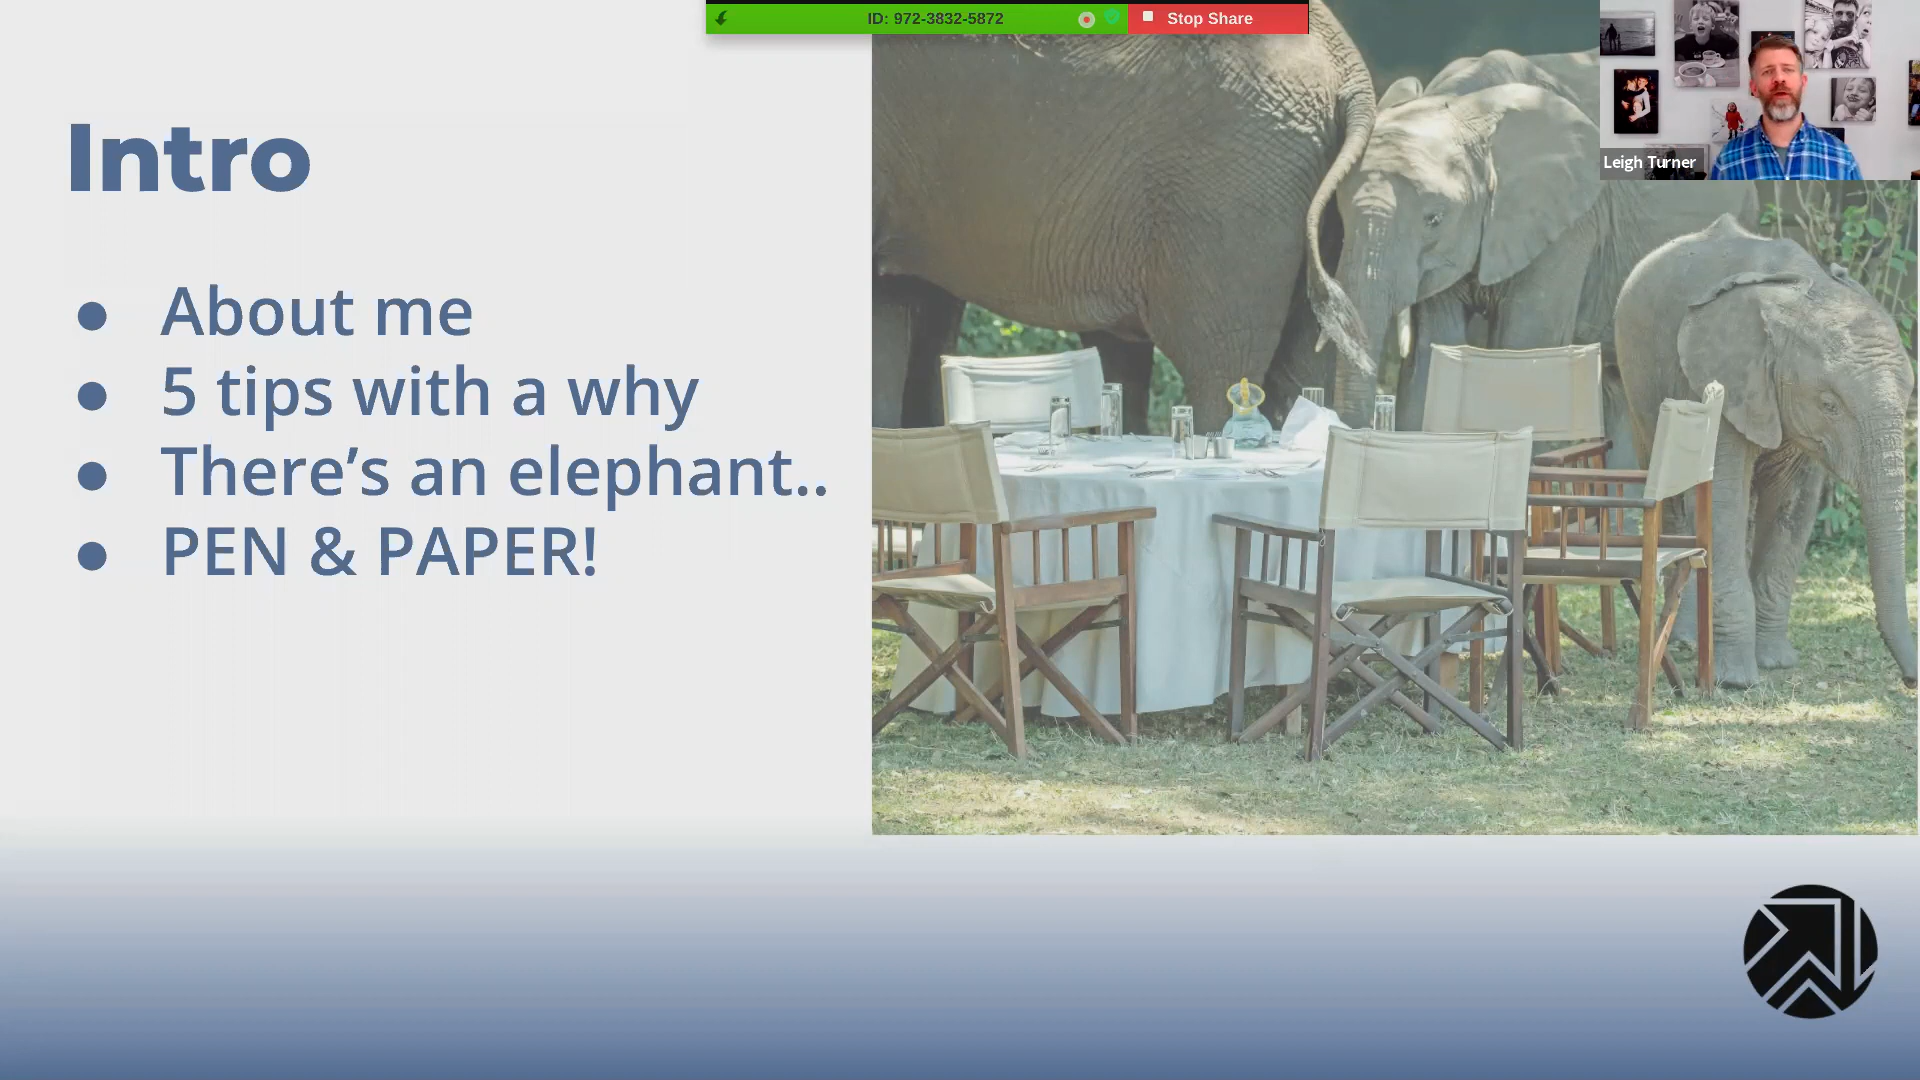 ID: 972-3832-5872
Stop Share
Leigh Turner
Intro
● About me
● 5 tips with a why
● There’s an elephant..
● PEN & PAPER!